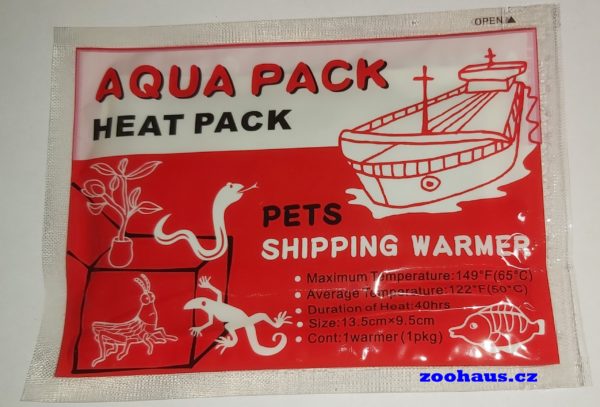 OPEN▲
AQUA PACK
HEAT PACK
PETS
SHIPPING WARMER
• Maximum Temperature:149°F(65°C)
• Average Temperature:122°F(50°C)
• Duration of Heat:40hrs
• Size:13.5cm×9.5cm
• Cont:1warmer(1pkg)
zoohaus.cz